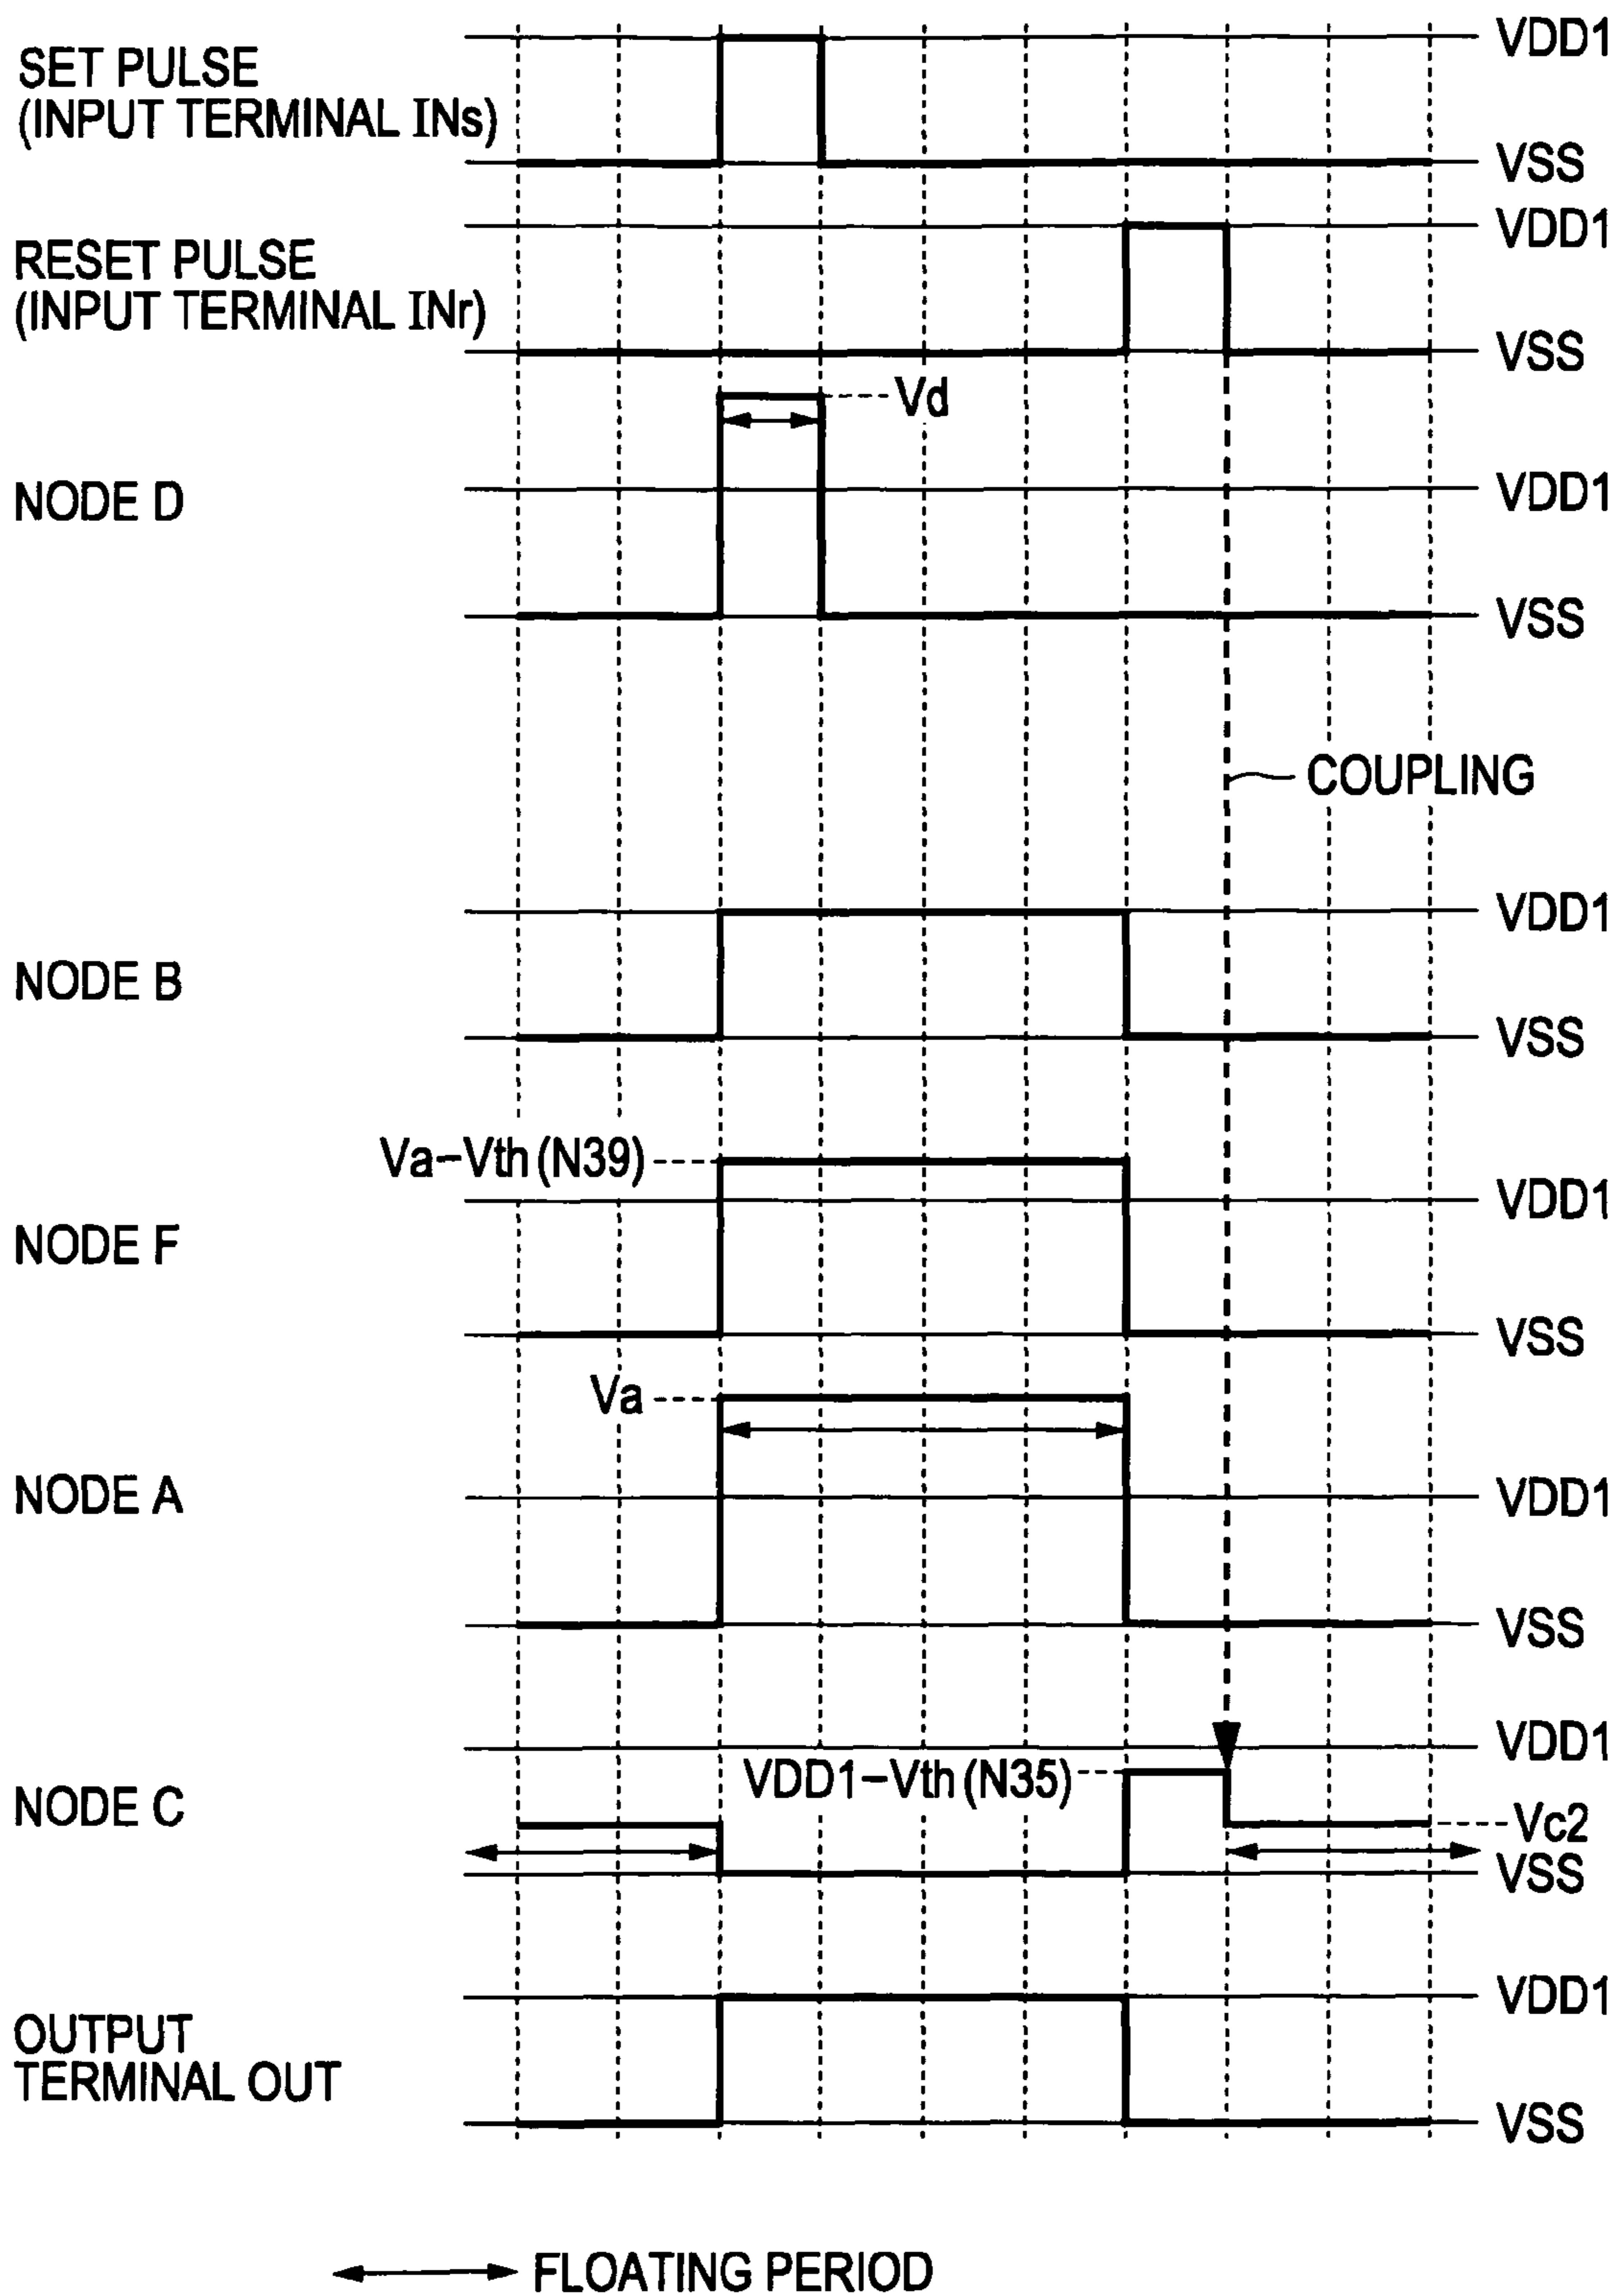 VDD1
SET PULSE
(INPUT TERMINAL INs)
VSS
VDD1
RESET PULSE
(INPUT TERMINAL INr)
VSS
Vd
NODE D
VDD1
VSS
COUPLING
VDD1
NODE B
VSS
Va-Vth (N39)
VDD1
NODE F
VSS
Va
NODE A
VDD1
VSS
VDD1
VDD1-Vth (N35)
NODE C
Vc2
VSS
VDD1
OUTPUT
TERMINAL OUT
VSS
FLOATING PERIOD